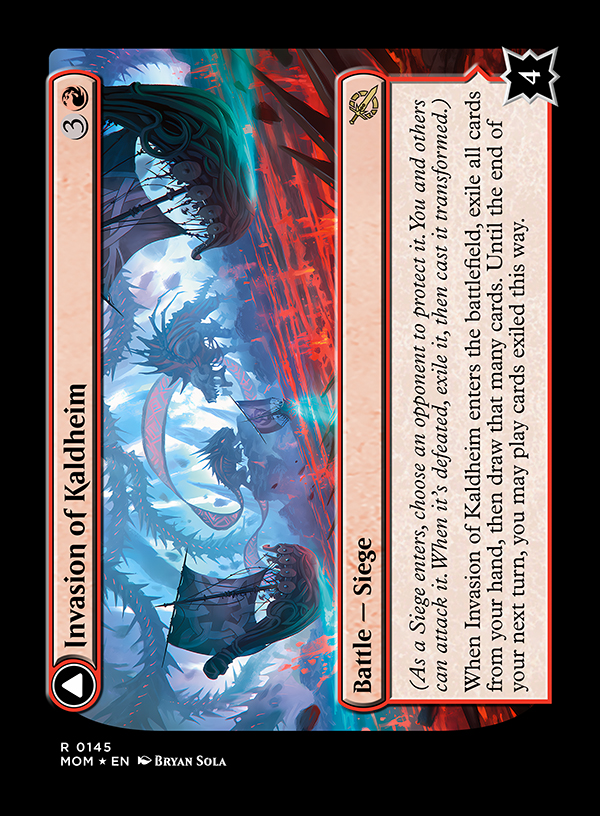 Invasion of Kaldheim
3
Battle — Siege
(As a Siege enters, choose an opponent to protect it. You and others
can attack it. When it's defeated, exile it, then cast it transformed.)
When Invasion of Kaldheim enters the battlefield, exile all cards
from your hand, then draw that many cards. Until the end of
your next turn, you may play cards exiled this way.
4
R 0145
MOM ★ EN Bryan Sola